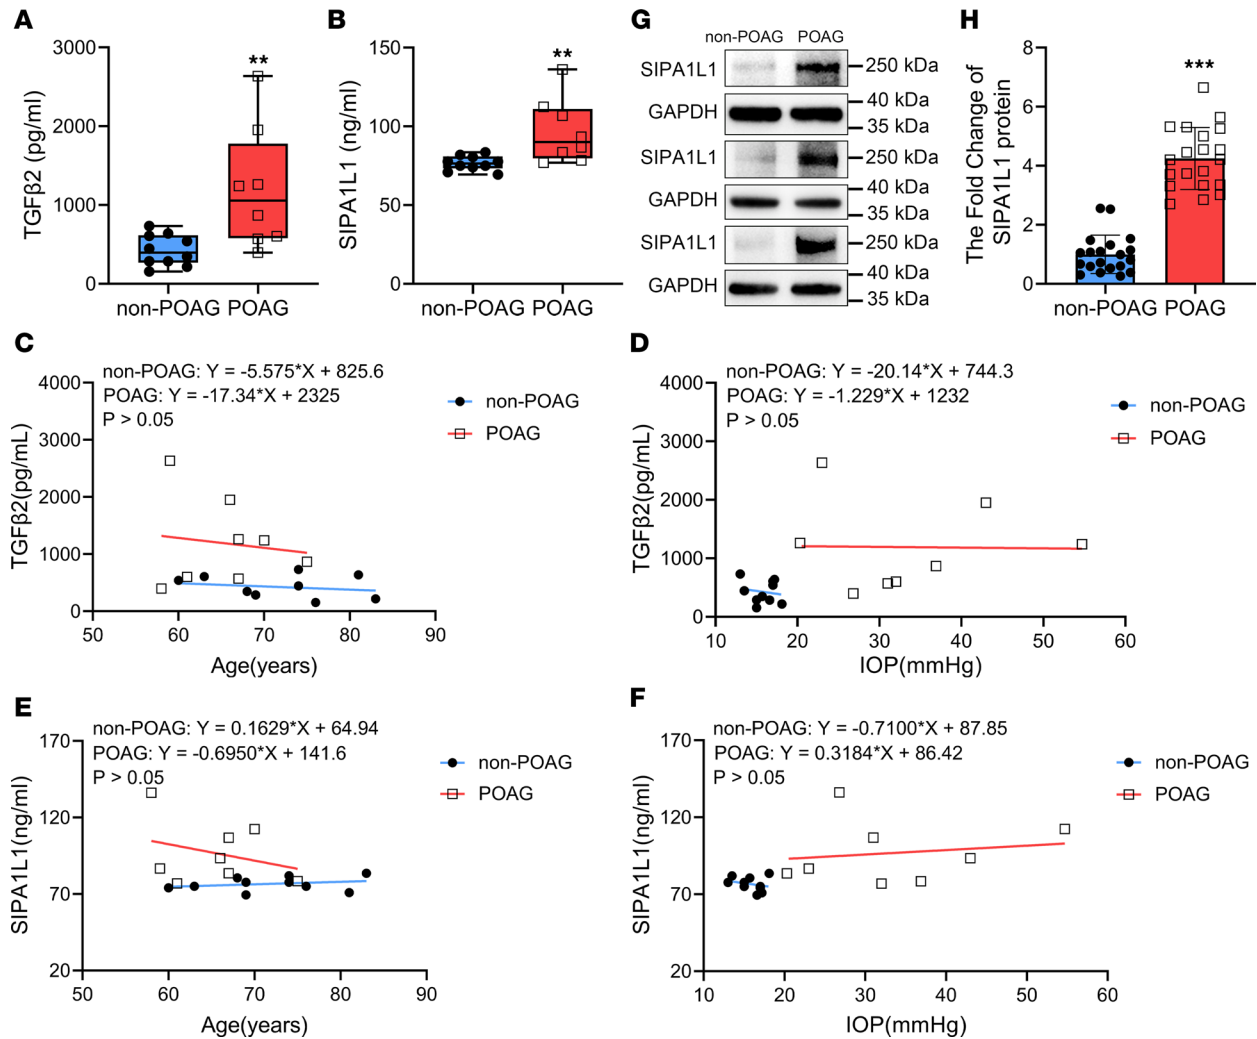 A
TGFβ2 (pg/ml)
3000
2000
1000
0
**
non-POAG POAG
B
SIPA1L1 (ng/ml)
150
100
50
0
**
non-POAG POAG
G
non-POAG POAG
SIPA1L1 250 kDa
GAPDH 40 kDa
35 kDa
SIPA1L1 250 kDa
GAPDH 40 kDa
35 kDa
SIPA1L1 250 kDa
GAPDH 40 kDa
35 kDa
H
The Fold Change of
SIPA1L1 protein
8
6
4
2
0
***
non-POAG POAG
C
non-POAG: Y = -5.575*X + 825.6
POAG: Y = -17.34*X + 2325
P > 0.05
non-POAG
POAG
TGFβ2(pg/mL)
4000
3000
2000
1000
0
50 60 70 80 90
Age(years)
D
non-POAG: Y = -20.14*X + 744.3
POAG: Y = -1.229*X + 1232
P > 0.05
non-POAG
POAG
TGFβ2(pg/mL)
4000
3000
2000
1000
0
10 20 30 40 50 60
IOP(mmHg)
E
non-POAG: Y = 0.1629*X + 64.94
POAG: Y = -0.6950*X + 141.6
P > 0.05
non-POAG
POAG
SIPA1L1(ng/ml)
170
120
70
20
50 60 70 80 90
Age(years)
F
non-POAG: Y = -0.7100*X + 87.85
POAG: Y = 0.3184*X + 86.42
P > 0.05
non-POAG
POAG
SIPA1L1(ng/ml)
170
120
70
20
10 20 30 40 50 60
IOP(mmHg)